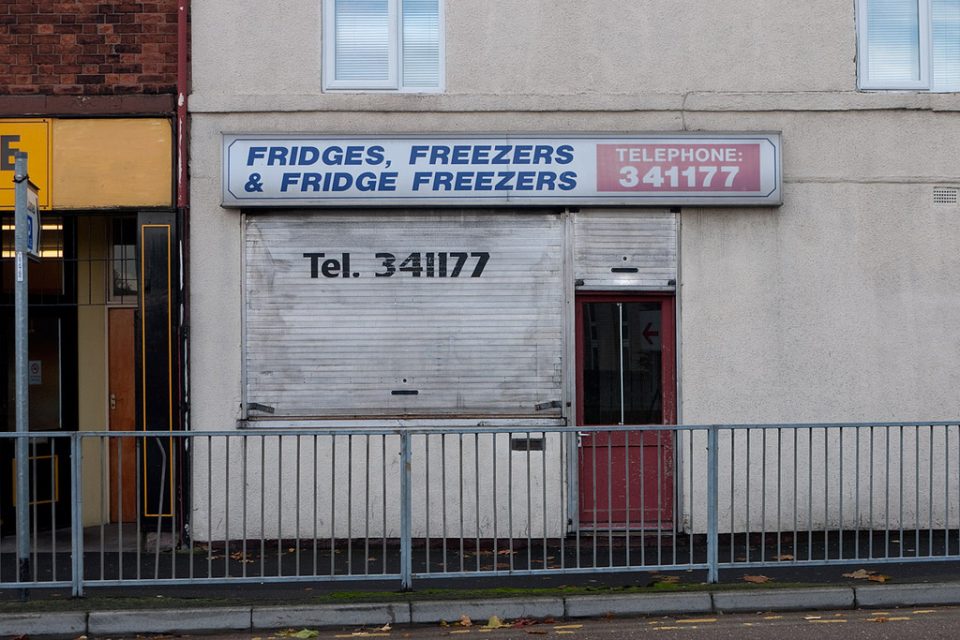 E
FRIDGES, FREEZERS
& FRIDGE FREEZERS
TELEPHONE:
341177
Tel. 341177